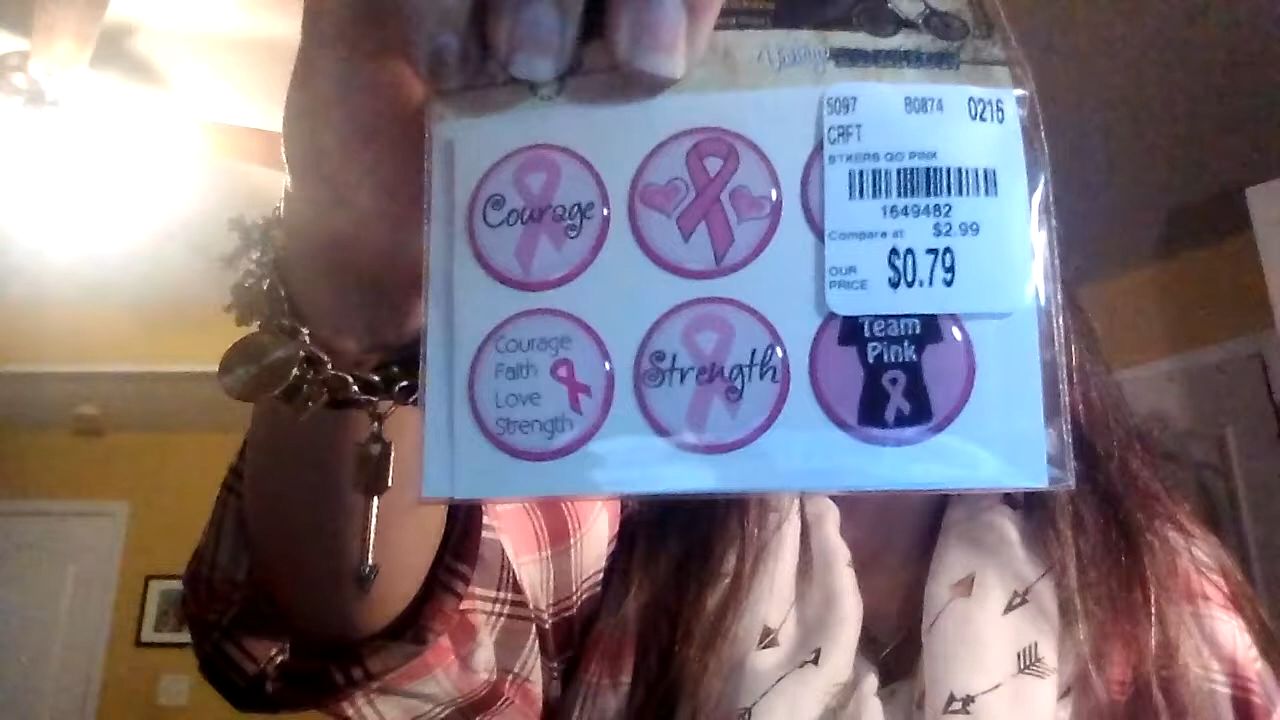 5097 B0874 0216
CRFT
STKERS GO PINK
1649482
Compare at $2.99
OUR PRICE $0.79
Courage
Courage
Faith
Love
Strength
Strength
Team
Pink